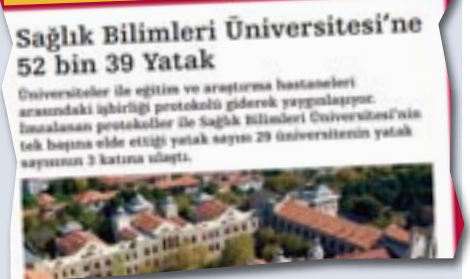 Sağlık Bilimleri Üniversitesi'ne
52 bin 39 Yatak
Üniversiteler ile eğitim ve araştırma hastaneleri
arasındaki işbirliği protokolü giderek yaygınlaşıyor.
İmzalanan protokoller ile Sağlık Bilimleri Üniversitesi'nin
tek başına elde ettiği yatak sayısı 29 üniversitenin yatak
sayısının 3 katına ulaştı.